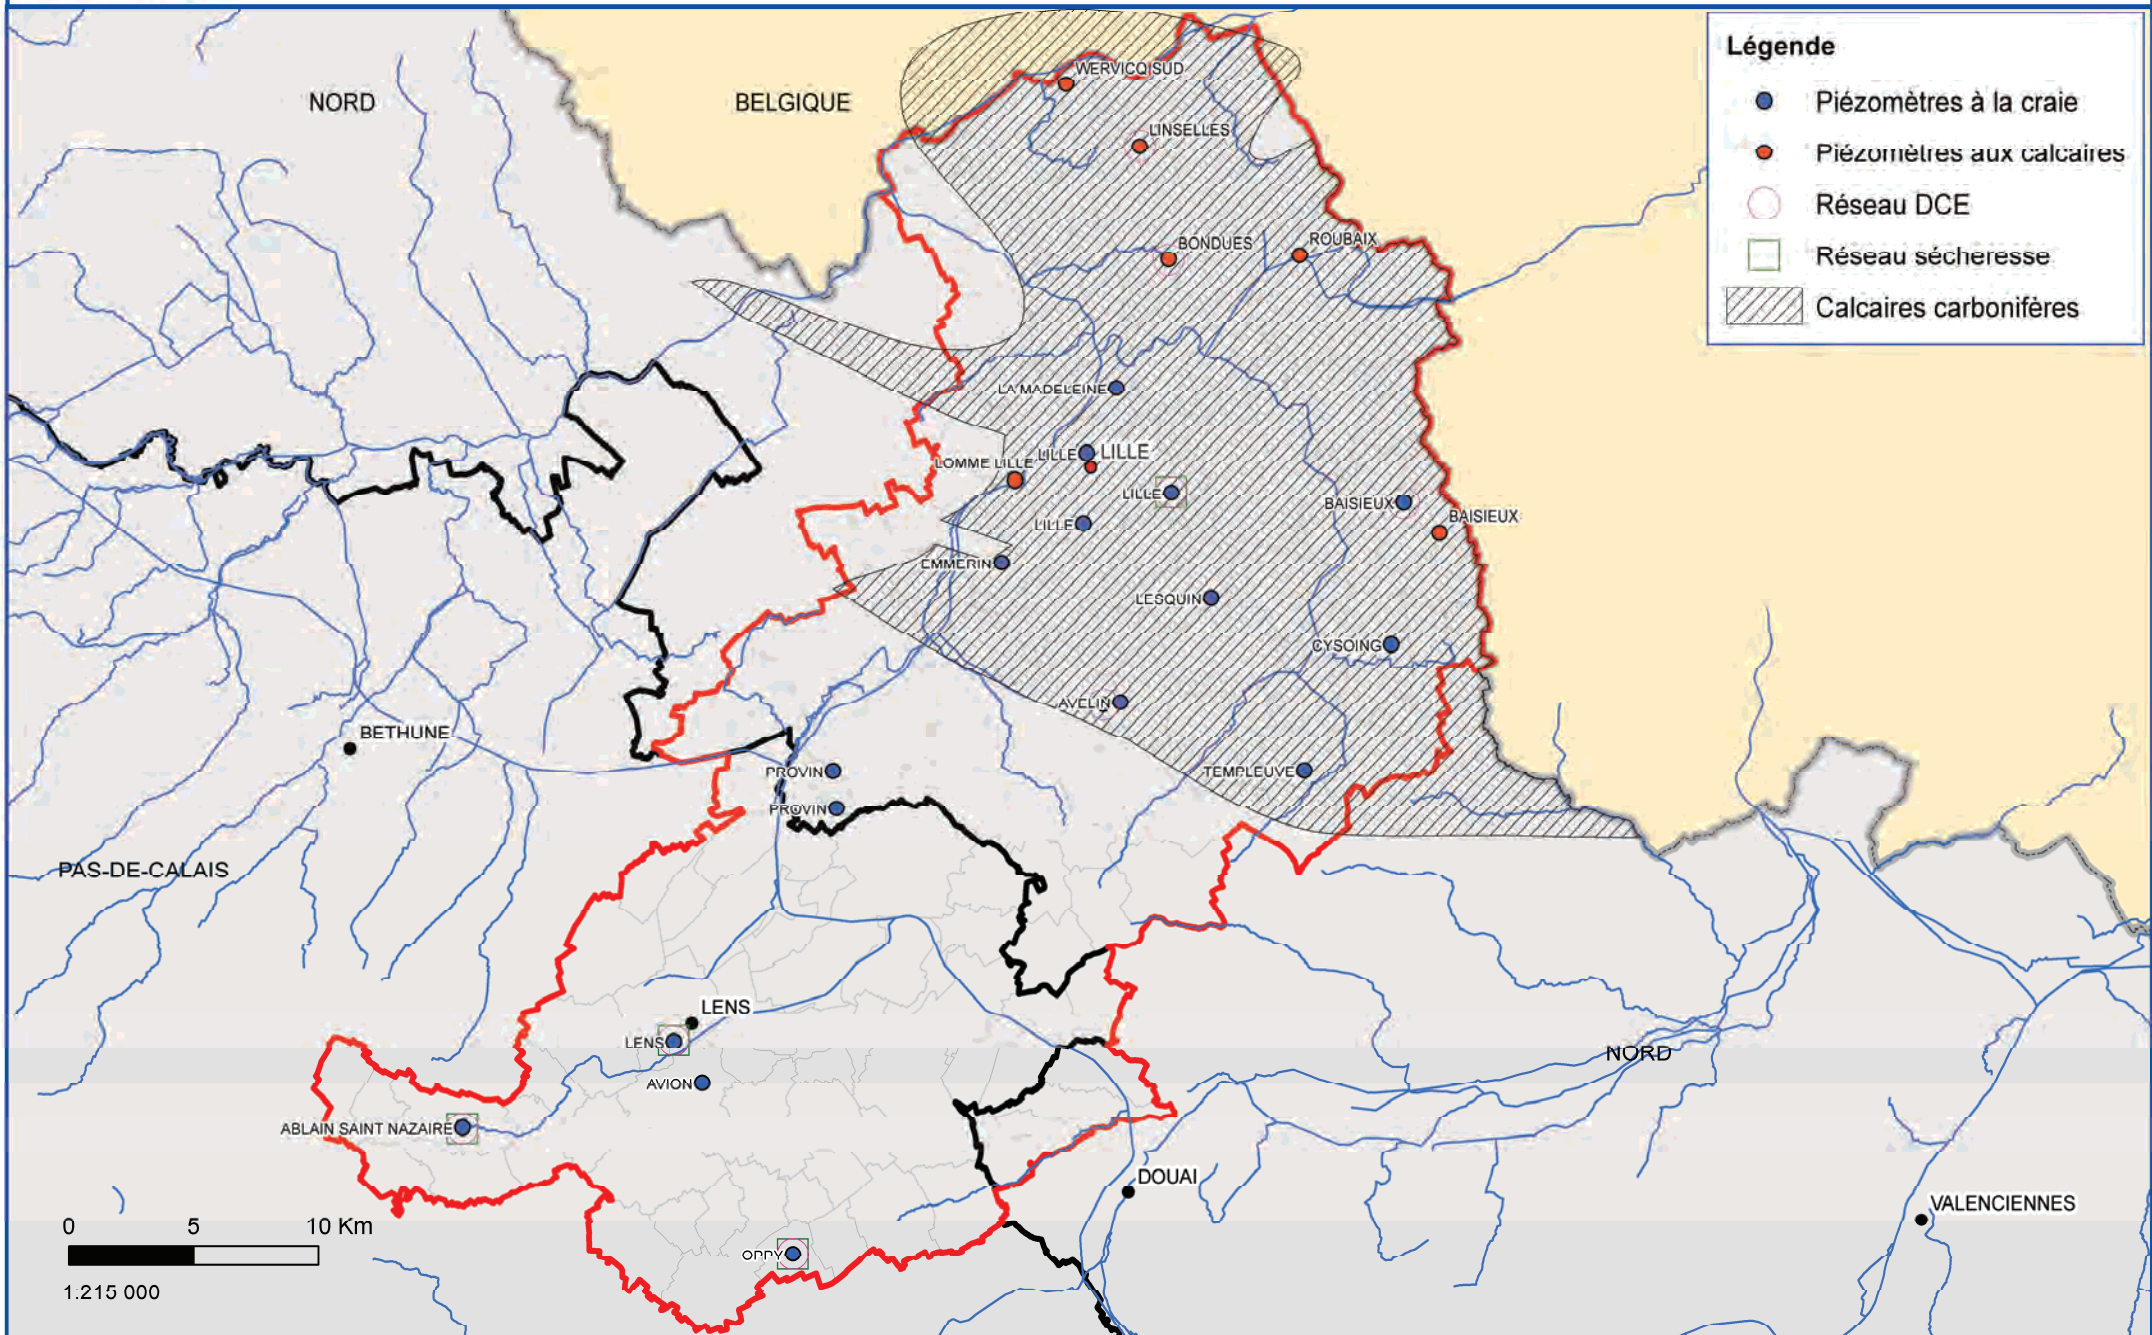 Légende
Piézomètres à la craie
Piézomètres aux calcaires
Réseau DCE
Réseau sécheresse
Calcaires carbonifères
WERVICQ SUD
NORD
BELGIQUE
LINSELLES
BONDUES
ROUBAIX
LA MADELEINE
LILLE
LILLE
LOMME LILLE
LILLE
BAISIEUX
BAISIEUX
LILLE
EMMERIN
LESQUIN
CYSOING
AVELIN
BETHUNE
PROVIN
TEMPLEUVE
PROVIN
PAS-DE-CALAIS
LENS
LENS
NORD
AVION
ABLAIN SAINT NAZAIRE
DOUAI
VALENCIENNES
0 5 10 Km
OPPY
1:215 000